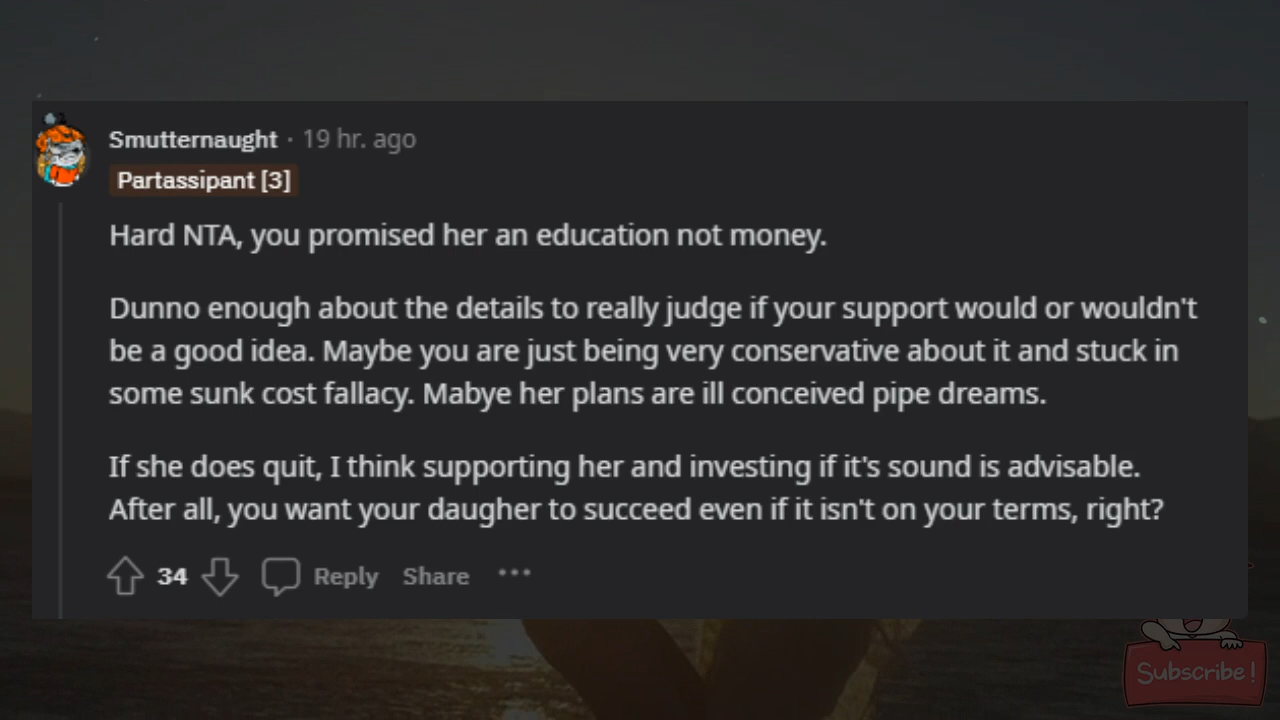 Smutternaught · 19 hr. ago
Partassipant [3]
Hard NTA, you promised her an education not money.
Dunno enough about the details to really judge if your support would or wouldn't
be a good idea. Maybe you are just being very conservative about it and stuck in
some sunk cost fallacy. Mabye her plans are ill conceived pipe dreams.
If she does quit, I think supporting her and investing if it's sound is advisable.
After all, you want your daugher to succeed even if it isn't on your terms, right?
34 Reply Share ···
Subscribe!